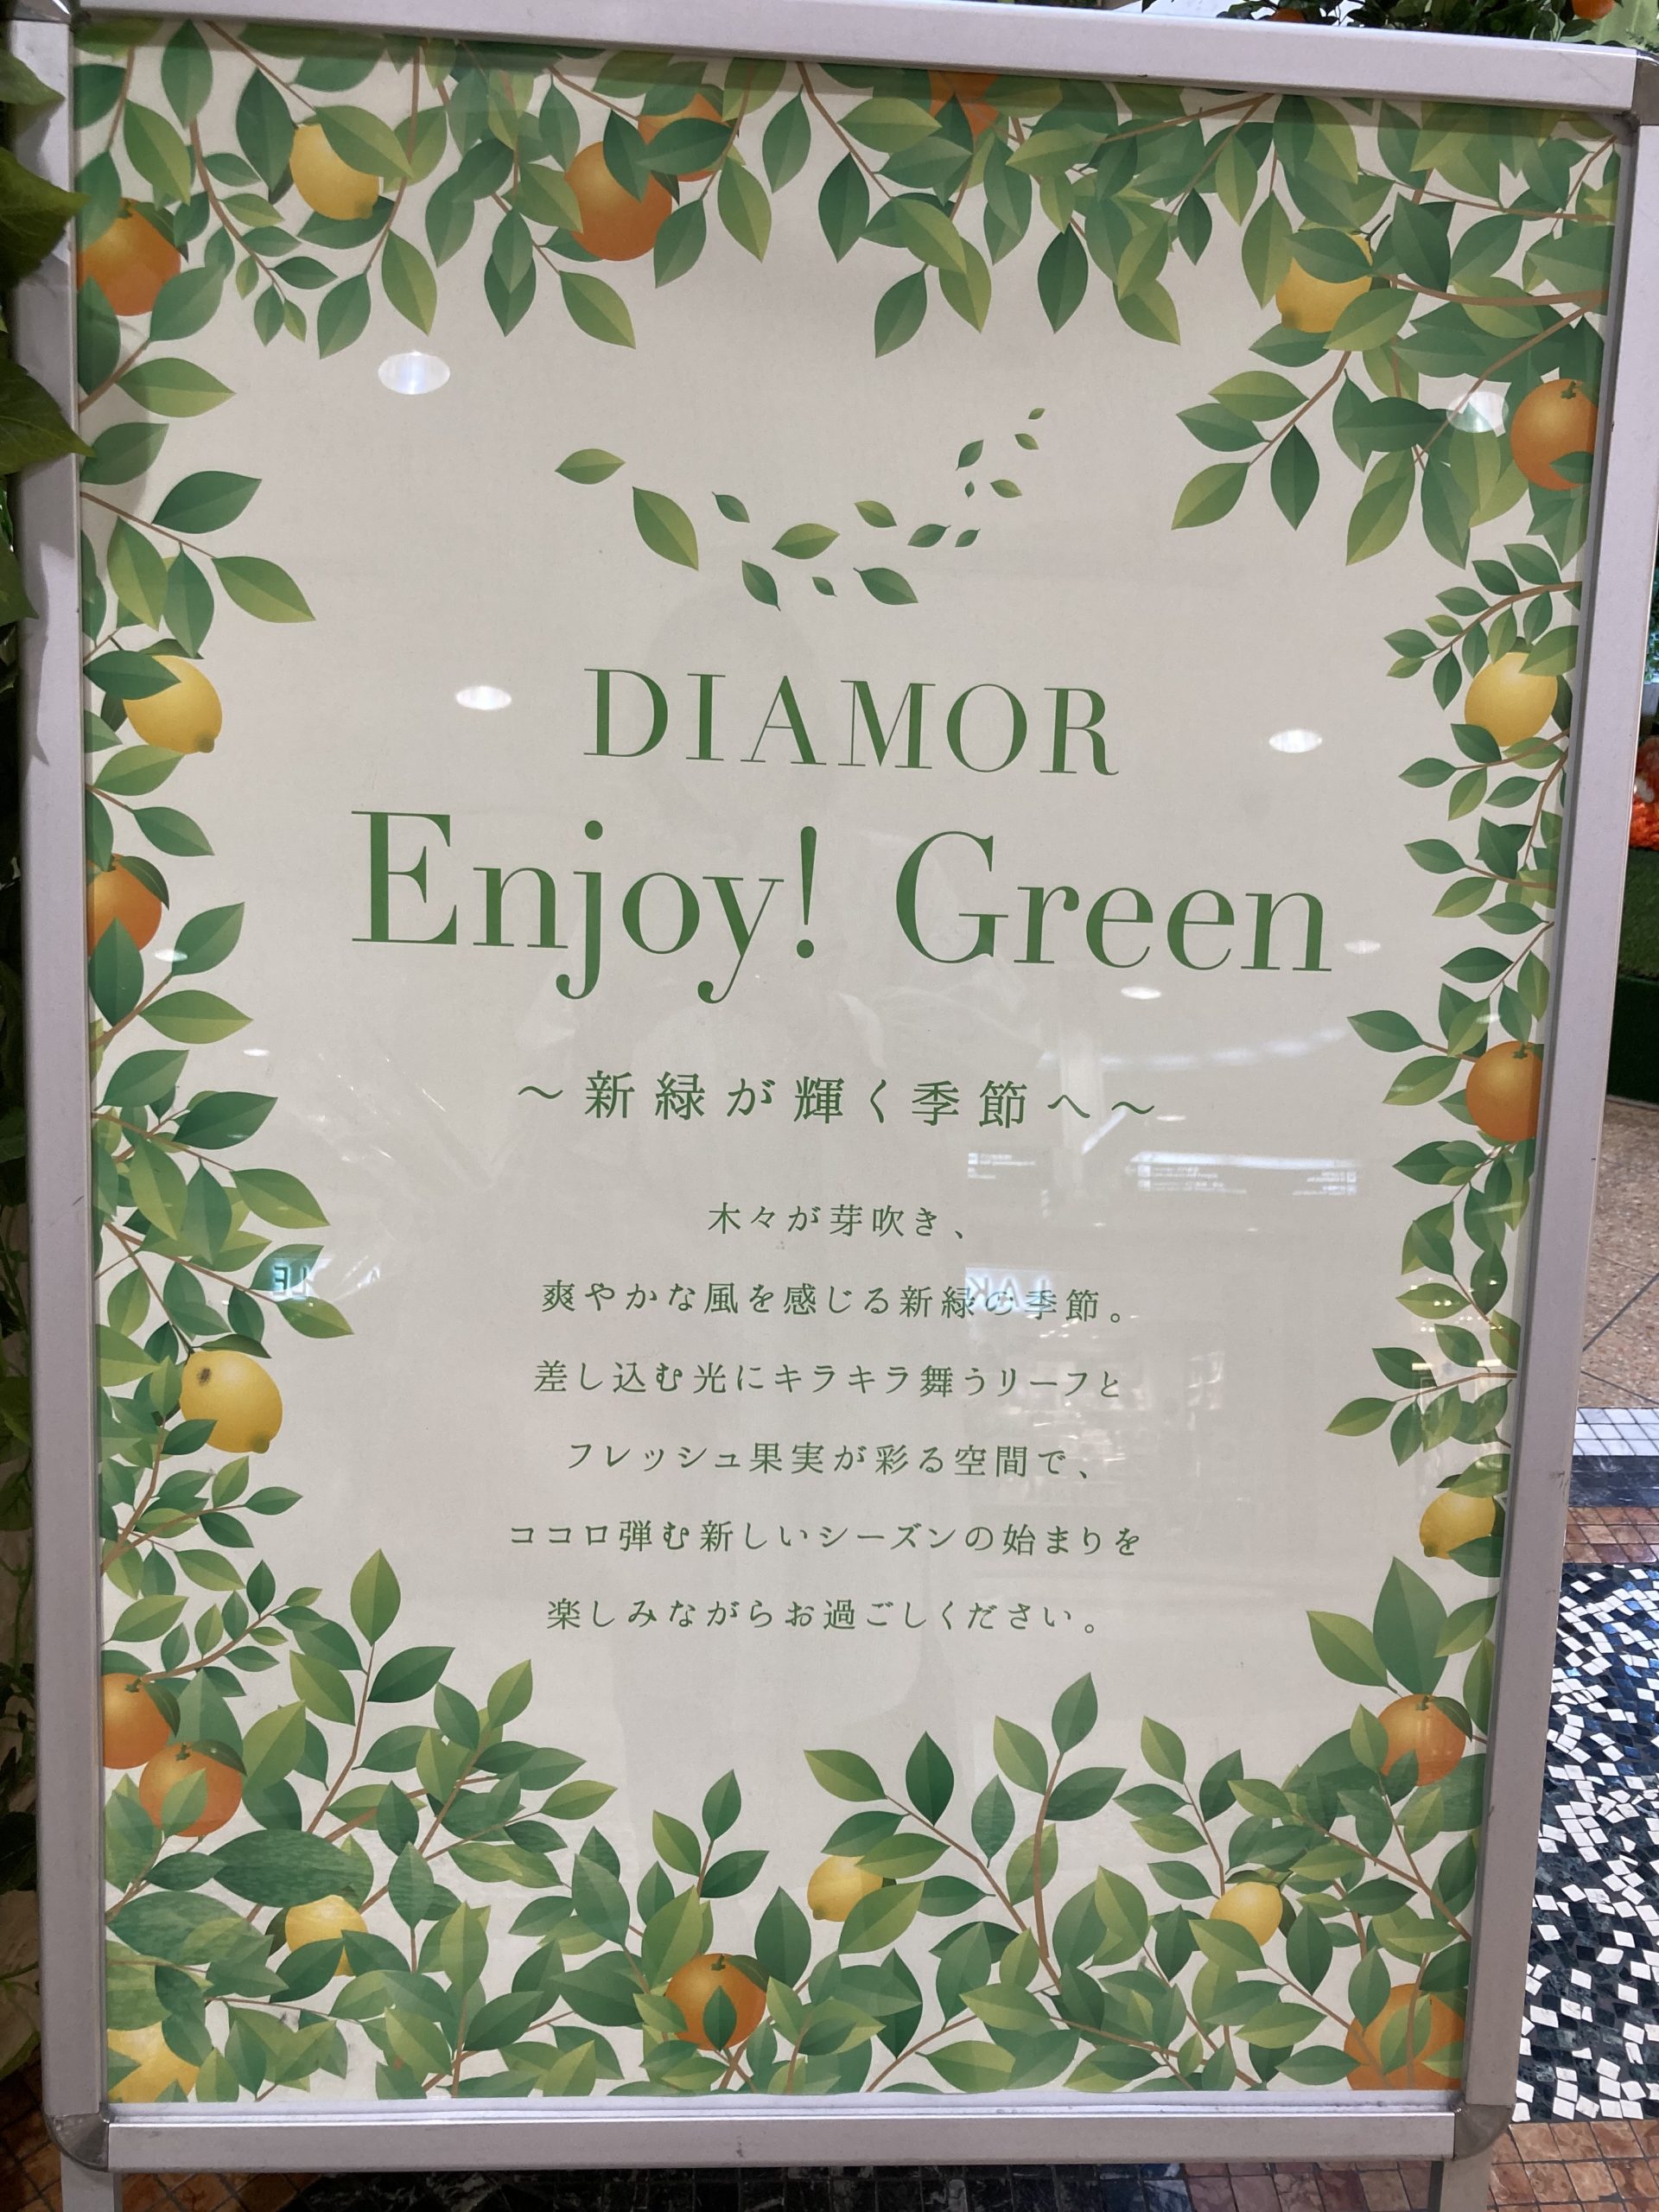 DIAMOR
Enjoy! Green
～新緑が輝く季節へ～
木々が芽吹き、
爽やかな風を感じる新緑の季節。
差し込む光にキラキラ舞うリーフと
フレッシュ果実が彩る空間で、
ココロ弾む新しいシーズンの始まりを
楽しみながらお過ごしください。